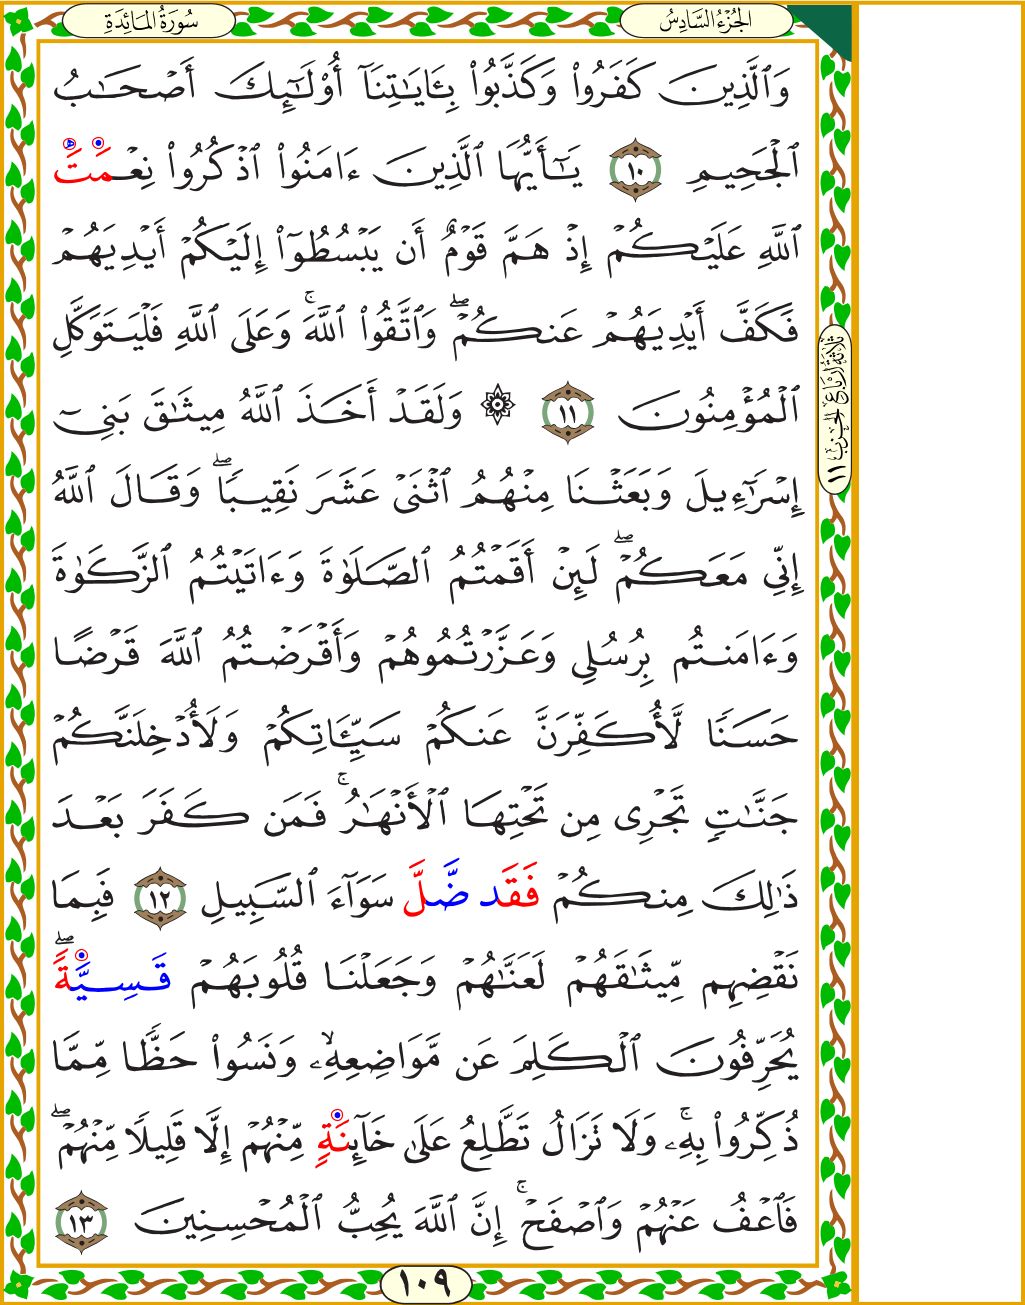 الجُزْءُ السَّادِسُ
سُورَةُ المَائِدَةِ
وَٱلَّذِينَ كَفَرُوا۟ وَكَذَّبُوا۟ بِـَٔايَـٰتِنَآ أُو۟لَـٰٓئِكَ أَصْحَـٰبُ
ٱلْجَحِيمِ ١٠ يَـٰٓأَيُّهَا ٱلَّذِينَ ءَامَنُوا۟ ٱذْكُرُوا۟ نِعْمَتَ
ٱللَّهِ عَلَيْكُمْ إِذْ هَمَّ قَوْمٌ أَن يَبْسُطُوٓا۟ إِلَيْكُمْ أَيْدِيَهُمْ
فَكَفَّ أَيْدِيَهُمْ عَنكُمْ ۖ وَٱتَّقُوا۟ ٱللَّهَ ۚ وَعَلَى ٱللَّهِ فَلْيَتَوَكَّلِ
ٱلْمُؤْمِنُونَ ١١ ۞ وَلَقَدْ أَخَذَ ٱللَّهُ مِيثَـٰقَ بَنِىٓ
إِسْرَٰٓءِيلَ وَبَعَثْنَا مِنْهُمُ ٱثْنَىْ عَشَرَ نَقِيبًا ۖ وَقَالَ ٱللَّهُ
إِنِّى مَعَكُمْ ۖ لَئِنْ أَقَمْتُمُ ٱلصَّلَوٰةَ وَءَاتَيْتُمُ ٱلزَّكَوٰةَ
وَءَامَنتُم بِرُسُلِى وَعَزَّرْتُمُوهُمْ وَأَقْرَضْتُمُ ٱللَّهَ قَرْضًا
حَسَنًا لَّأُكَفِّرَنَّ عَنكُمْ سَيِّـَٔاتِكُمْ وَلَأُدْخِلَنَّكُمْ
جَنَّـٰتٍ تَجْرِى مِن تَحْتِهَا ٱلْأَنْهَـٰرُ ۚ فَمَن كَفَرَ بَعْدَ
ذَٰلِكَ مِنكُمْ فَقَد ضَّلَّ سَوَآءَ ٱلسَّبِيلِ ١٢ فَبِمَا
نَقْضِهِم مِّيثَـٰقَهُمْ لَعَنَّـٰهُمْ وَجَعَلْنَا قُلُوبَهُمْ قَسِيَّةً ۖ
يُحَرِّفُونَ ٱلْكَلِمَ عَن مَّوَاضِعِهِۦ ۙ وَنَسُوا۟ حَظًّا مِّمَّا
ذُكِّرُوا۟ بِهِۦ ۚ وَلَا تَزَالُ تَطَّلِعُ عَلَىٰ خَآئِنَةٍ مِّنْهُمْ إِلَّا قَلِيلًا مِّنْهُمْ ۖ
فَٱعْفُ عَنْهُمْ وَٱصْفَحْ ۚ إِنَّ ٱللَّهَ يُحِبُّ ٱلْمُحْسِنِينَ ١٣
ثَلَاثَةُ أَرْبَاعِ الْحِزْبِ ١١
١٠٩